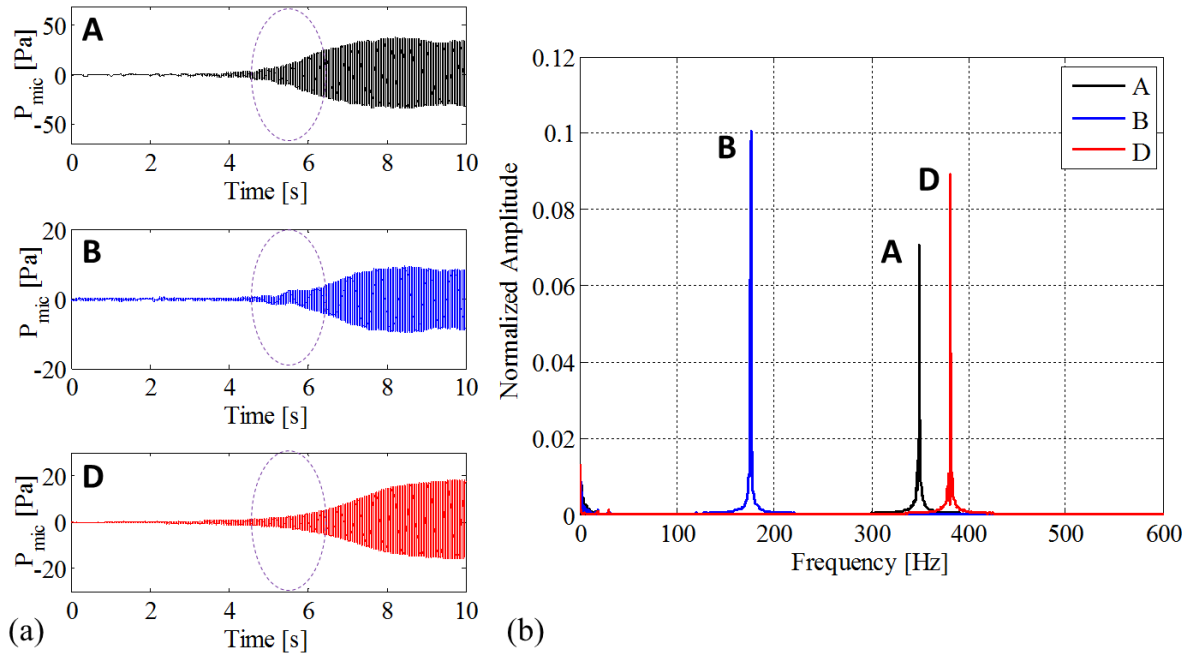 A
P_mic [Pa]
50
0
-50
0 2 4 6 8 10
Time [s]
B
P_mic [Pa]
20
0
-20
0 2 4 6 8 10
Time [s]
D
P_mic [Pa]
20
0
-20
0 2 4 6 8 10
Time [s]
(a)
Normalized Amplitude
0.12
0.1
0.08
0.06
0.04
0.02
0
0 100 200 300 400 500 600
Frequency [Hz]
B
D
A
A
B
D
(b)